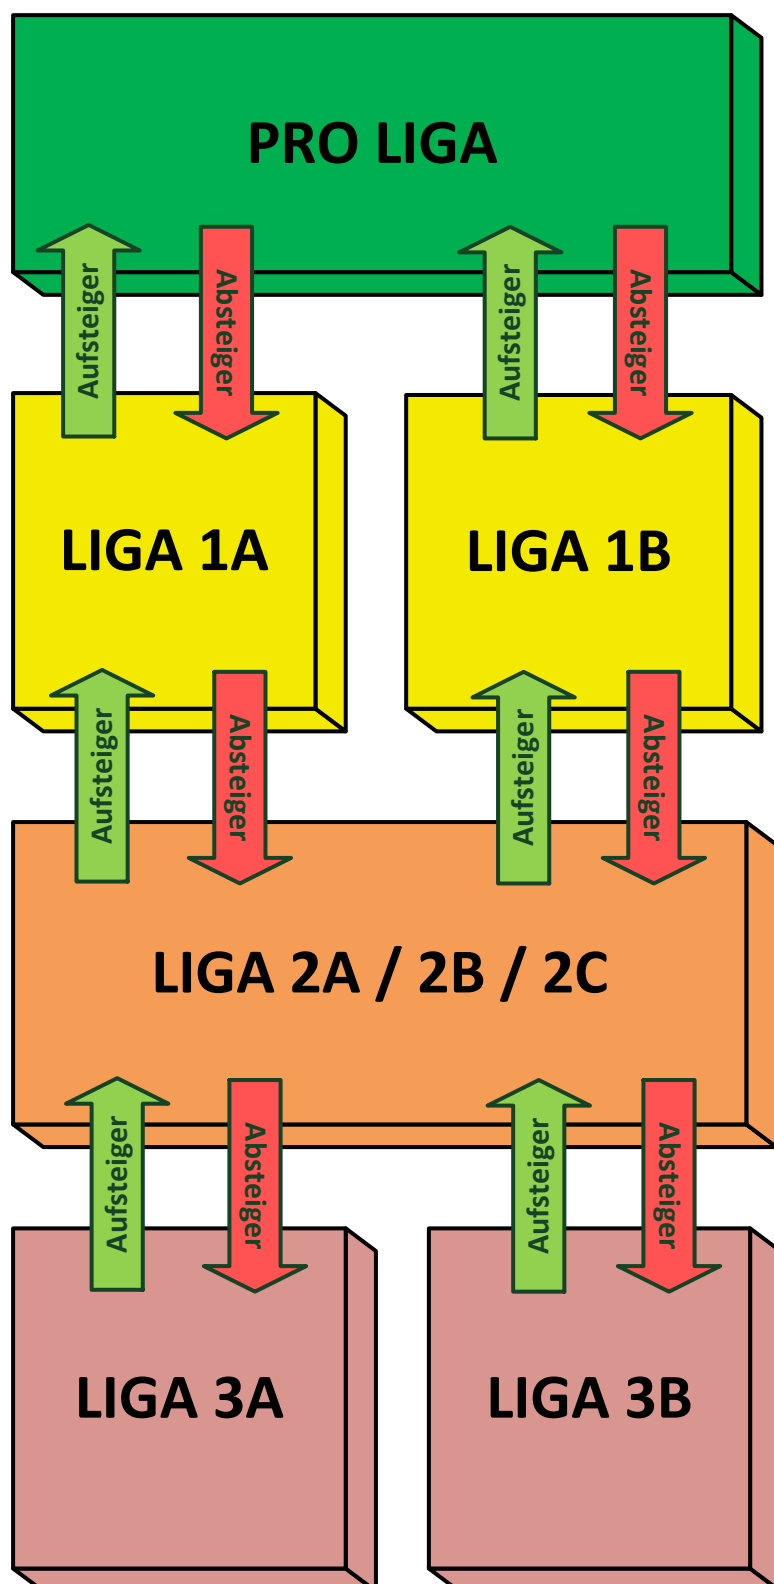 PRO LIGA
Aufsteiger
Absteiger
Aufsteiger
Absteiger
LIGA 1A
LIGA 1B
Aufsteiger
Absteiger
Aufsteiger
Absteiger
LIGA 2A / 2B / 2C
Aufsteiger
Absteiger
Aufsteiger
Absteiger
LIGA 3A
LIGA 3B